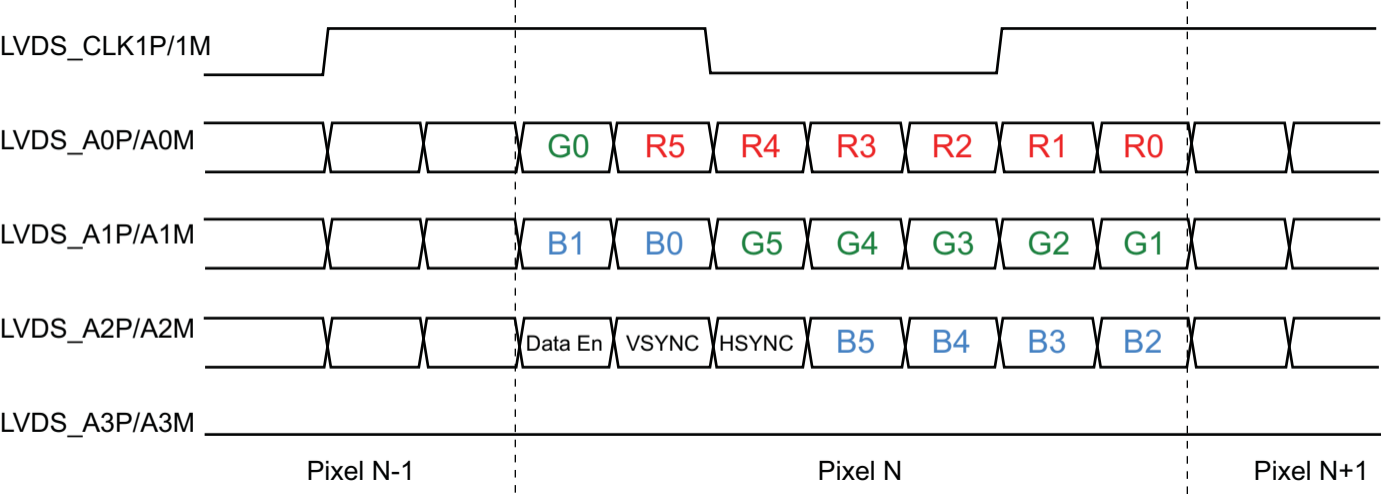 LVDS_CLK1P/1M
LVDS_A0P/A0M G0 R5 R4 R3 R2 R1 R0
LVDS_A1P/A1M B1 B0 G5 G4 G3 G2 G1
LVDS_A2P/A2M Data En VSYNC HSYNC B5 B4 B3 B2
LVDS_A3P/A3M
Pixel N-1 Pixel N Pixel N+1